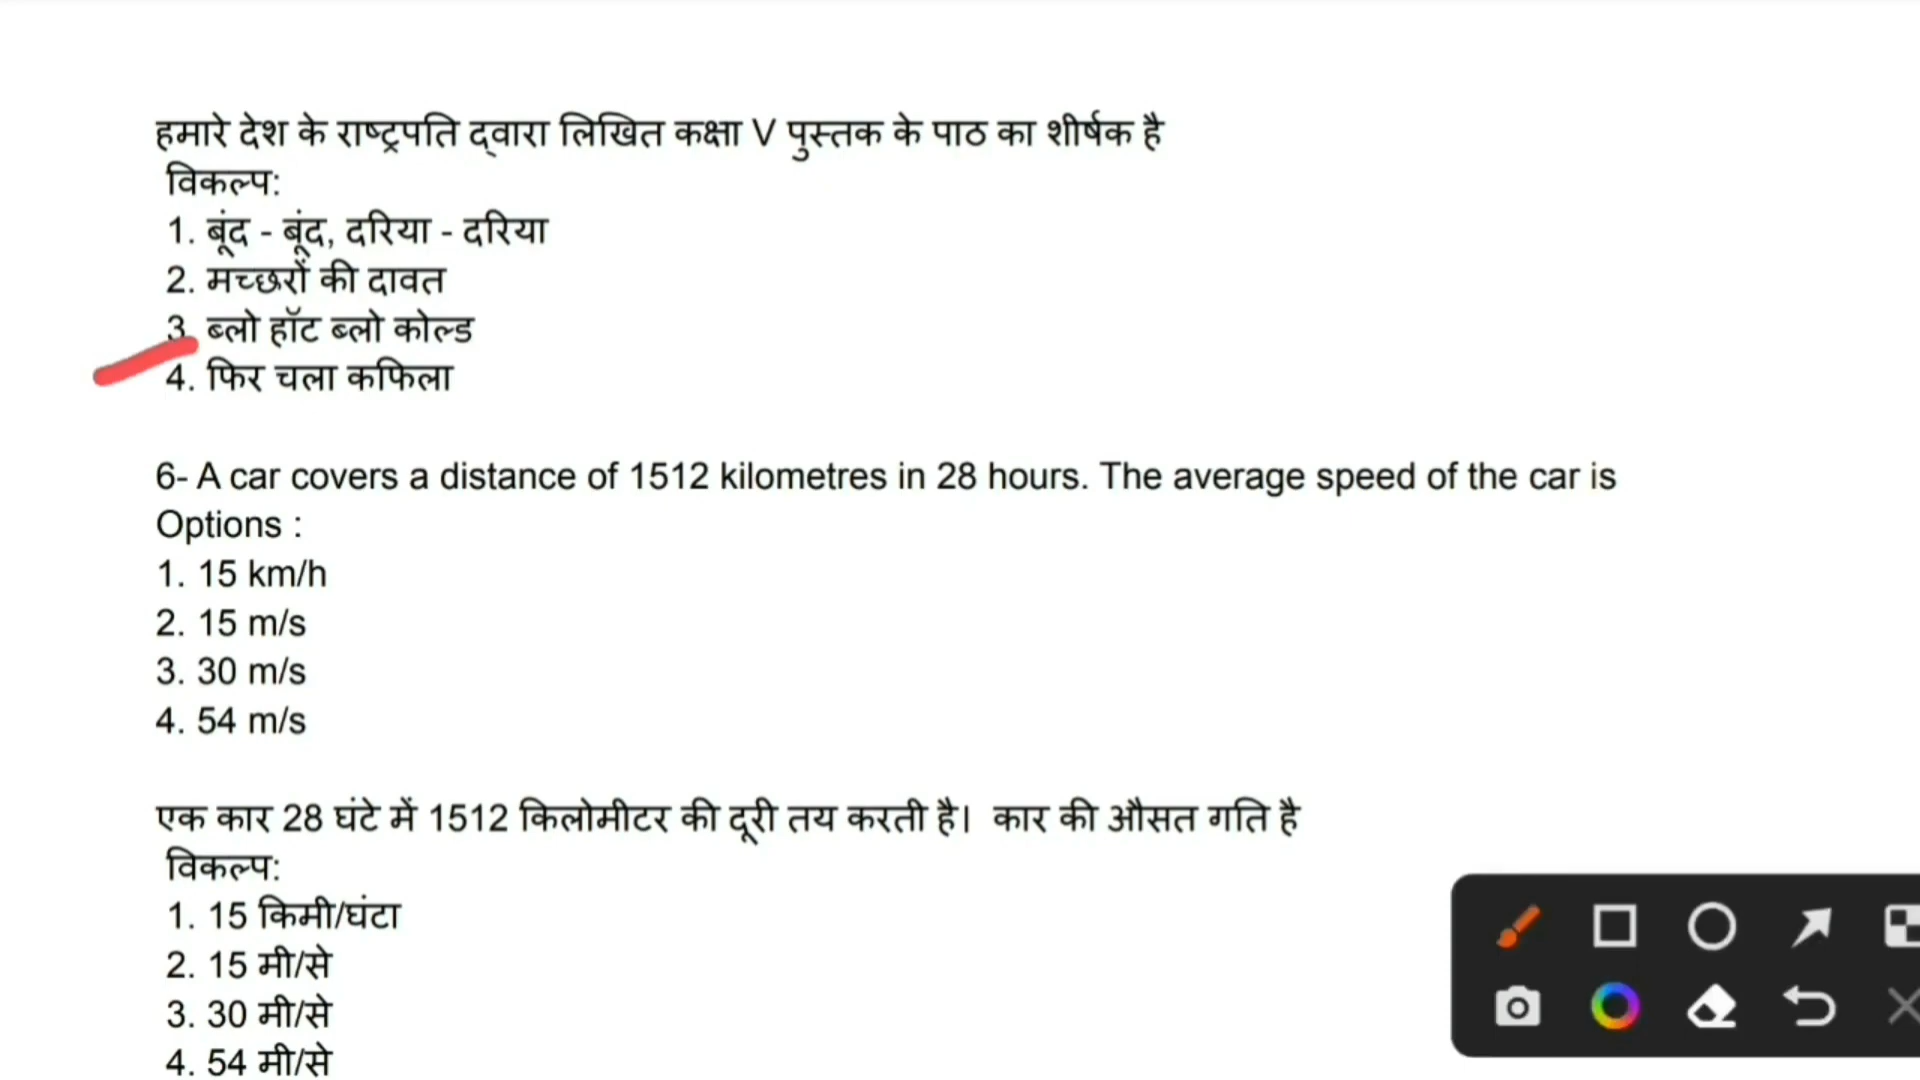 हमारे देश के राष्ट्रपति द्वारा लिखित कक्षा V पुस्तक के पाठ का शीर्षक है
विकल्प:
1. बूंद - बूंद, दरिया - दरिया
2. मच्छरों की दावत
3. ब्लो हॉट ब्लो कोल्ड
4. फिर चला कफिला
6- A car covers a distance of 1512 kilometres in 28 hours. The average speed of the car is
Options :
1. 15 km/h
2. 15 m/s
3. 30 m/s
4. 54 m/s
एक कार 28 घंटे में 1512 किलोमीटर की दूरी तय करती है। कार की औसत गति है
विकल्प:
1. 15 किमी/घंटा
2. 15 मी/से
3. 30 मी/से
4. 54 मी/से